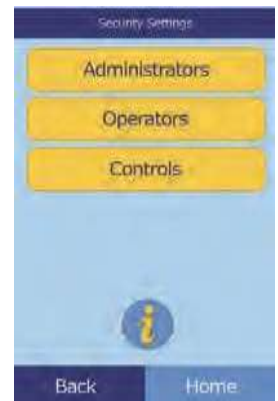 Security Settings
Administrators
Operators
Controls
i
Back Home